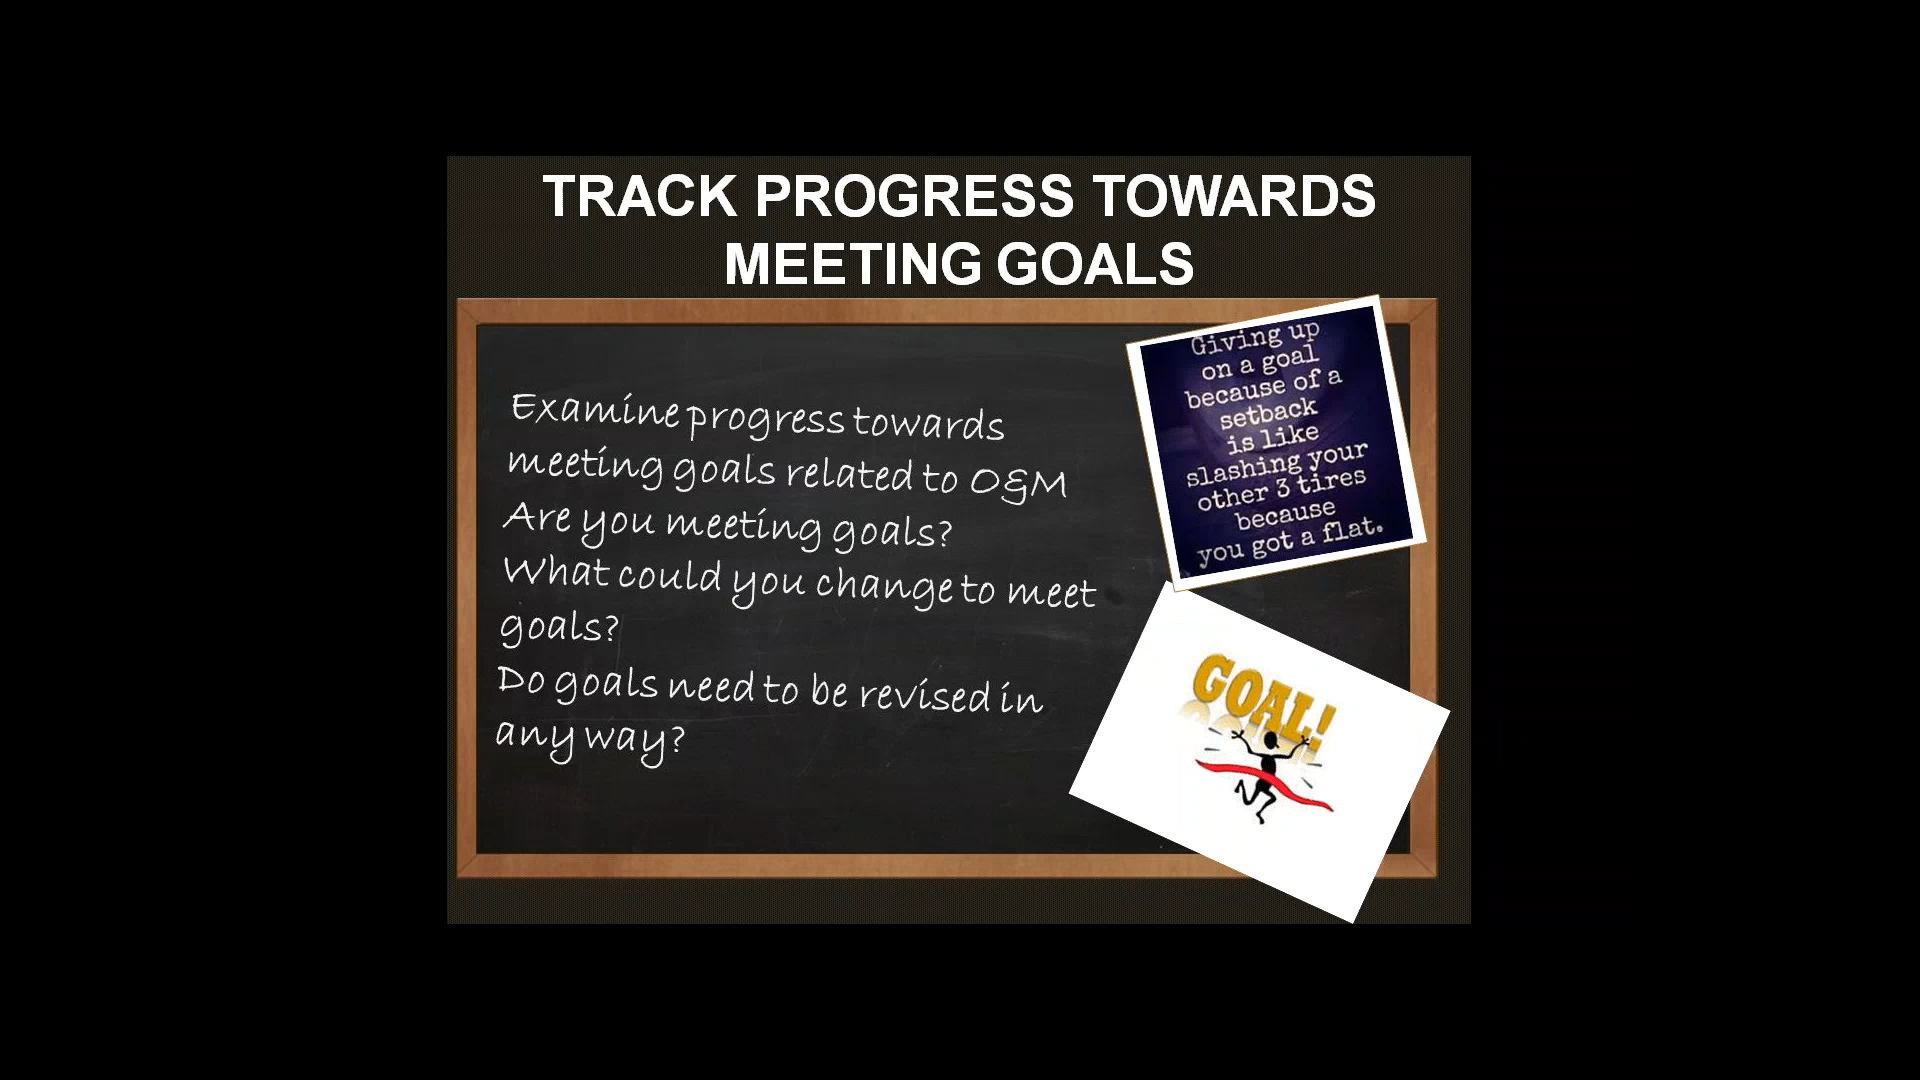 TRACK PROGRESS TOWARDS
MEETING GOALS
Examine progress towards
meeting goals related to O&M
Are you meeting goals?
What could you change to meet
goals?
Do goals need to be revised in
any way?
Giving up
on a goal
because of a
setback
is like
slashing your
other 3 tires
because
you got a flat.
GOAL!